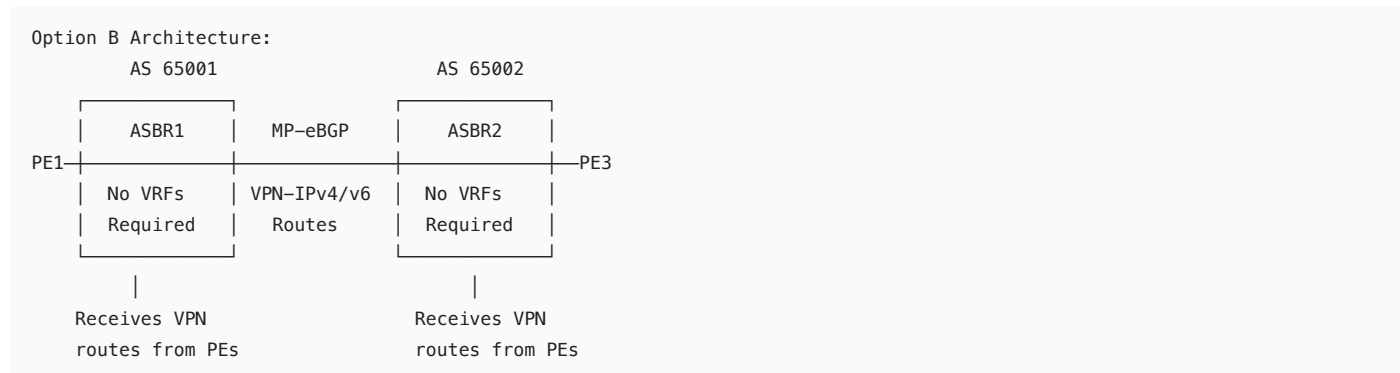 Option B Architecture:
AS 65001 AS 65002
ASBR1 MP-eBGP ASBR2
PE1 PE3
No VRFs VPN-IPv4/v6 No VRFs
Required Routes Required
Receives VPN Receives VPN
routes from PEs routes from PEs